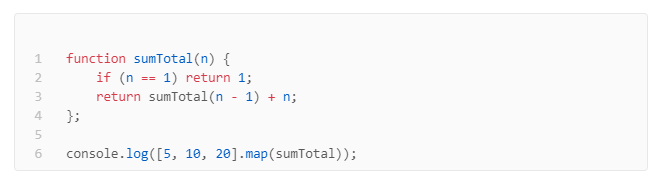 1 function sumTotal(n) {
2 if (n == 1) return 1;
3 return sumTotal(n - 1) + n;
4 };
5
6 console.log([5, 10, 20].map(sumTotal));